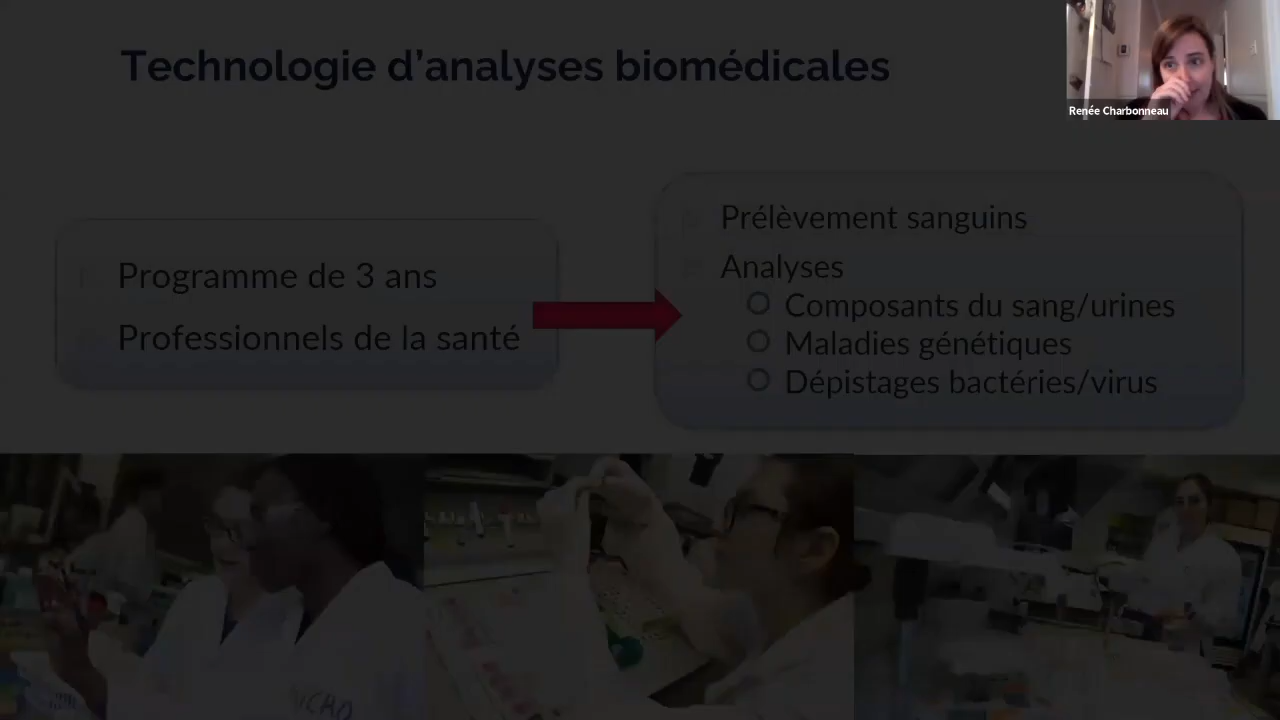 Technologie d'analyses biomédicales
Renée Charbonneau
Programme de 3 ans
Professionnels de la santé
Prélèvement sanguins
Analyses
Composants du sang/urines
Maladies génétiques
Dépistages bactéries/virus